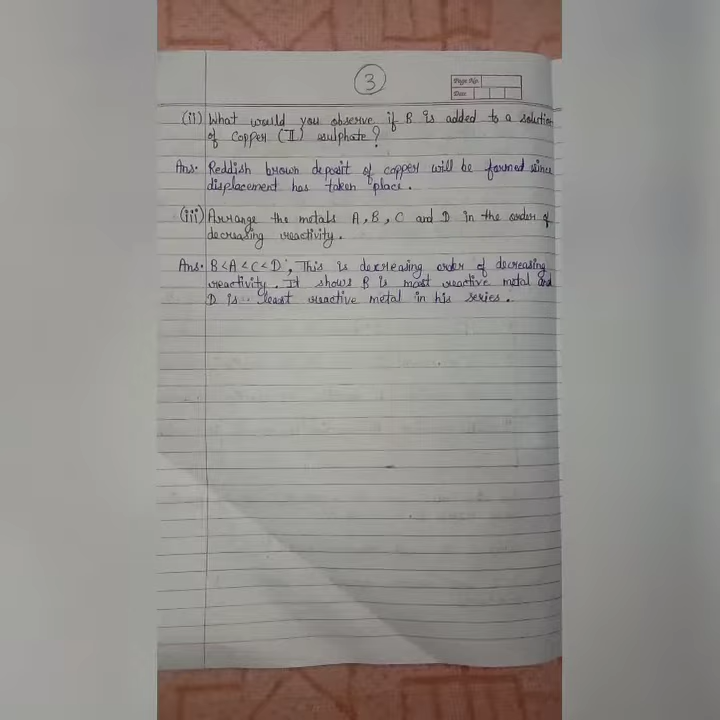 3
Page No.
Date
(ii) What would you observe if B is added to a solution
of copper (II) sulphate?
Ans. Reddish brown deposit of copper will be formed since
displacement has taken place.
(iii) Arrange the metals A, B, C and D in the order of
decreasing reactivity.
Ans. B < A < C < D, This is decreasing order of decreasing
reactivity. It shows B is most reactive metal and
D is least reactive metal in his series.